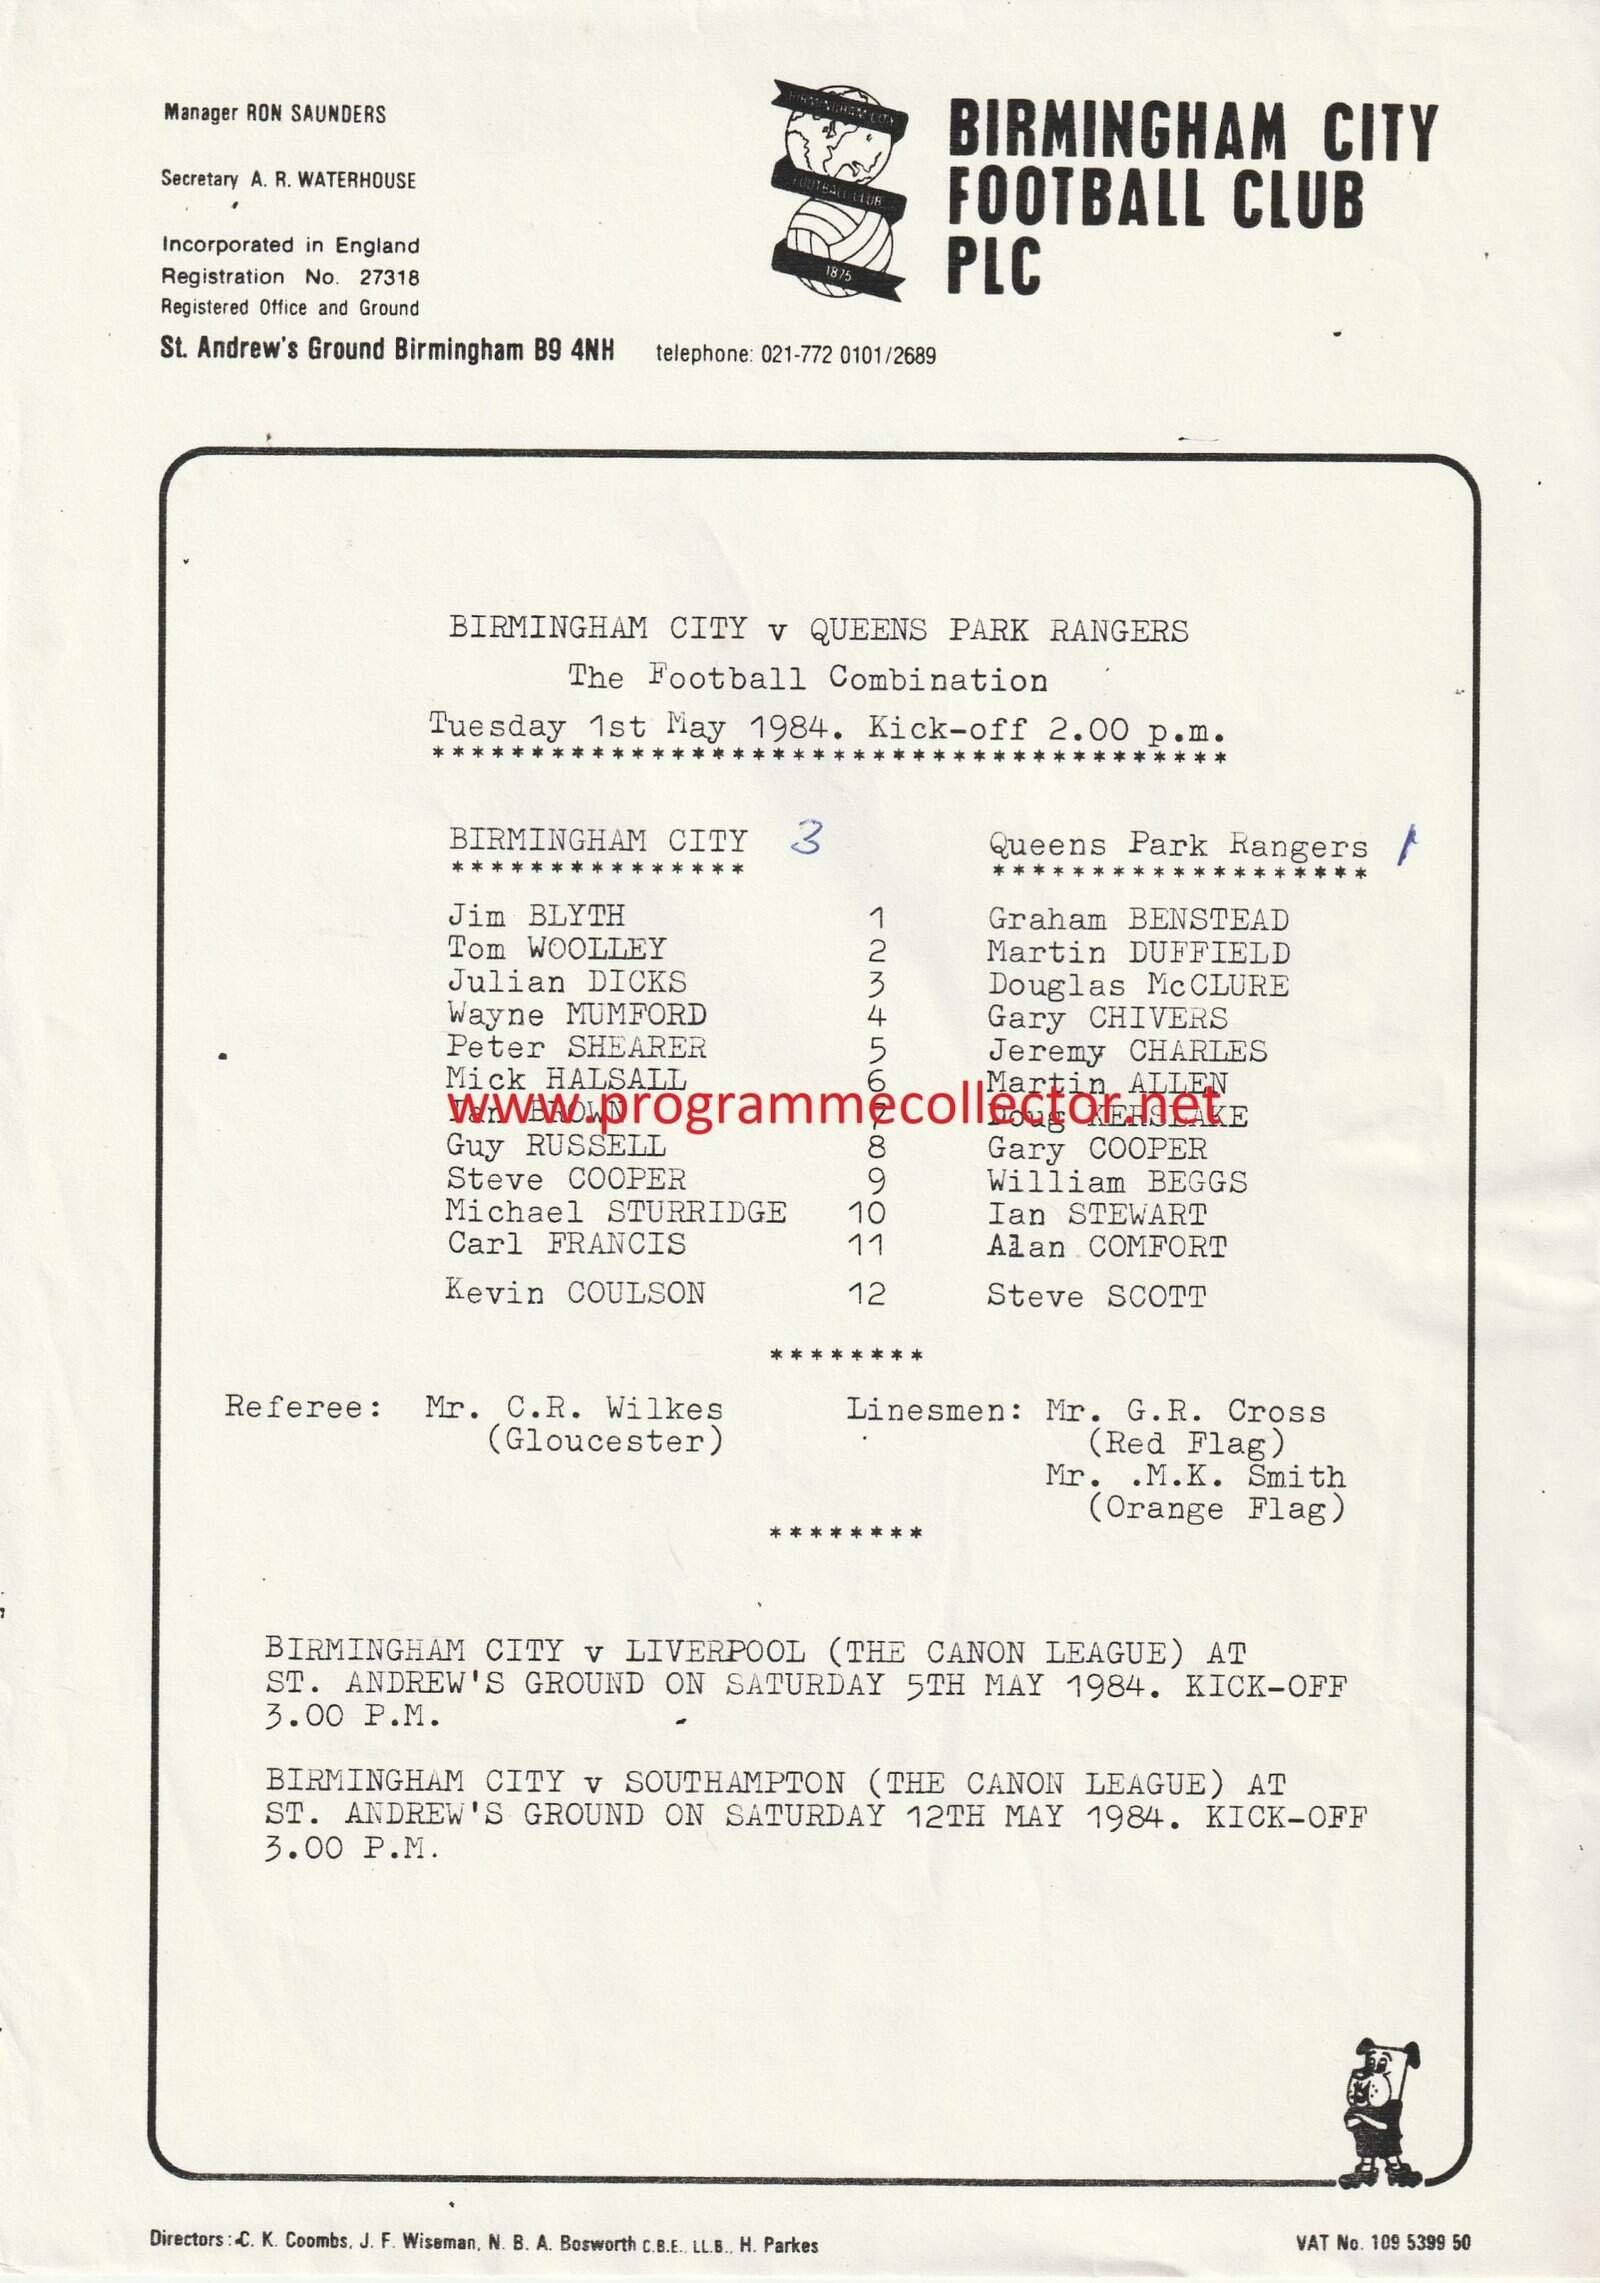 Manager RON SAUNDERS
Secretary A. R. WATERHOUSE
Incorporated in England
Registration No. 27318
Registered Office and Ground
St. Andrew's Ground Birmingham B9 4NH telephone: 021-772 0101/2689
BIRMINGHAM CITY
FOOTBALL CLUB
1875
BIRMINGHAM CITY
FOOTBALL CLUB
PLC
BIRMINGHAM CITY v QUEENS PARK RANGERS
The Football Combination
Tuesday 1st May 1984. Kick-off 2.00 p.m.
****************************************
BIRMINGHAM CITY 3 Queens Park Rangers 1
*************** *******************
Jim BLYTH 1 Graham BENSTEAD
Tom WOOLLEY 2 Martin DUFFIELD
Julian DICKS 3 Douglas McCLURE
Wayne MUMFORD 4 Gary CHIVERS
Peter SHEARER 5 Jeremy CHARLES
Mick HALSALL 6 Martin ALLEN
www.programmecollector.net
Ian BROWN 7 Doug KERSLAKE
Guy RUSSELL 8 Gary COOPER
Steve COOPER 9 William BEGGS
Michael STURRIDGE 10 Ian STEWART
Carl FRANCIS 11 Alan COMFORT
Kevin COULSON 12 Steve SCOTT
********
Referee: Mr. C.R. Wilkes Linesmen: Mr. G.R. Cross
(Gloucester) (Red Flag)
Mr. .M.K. Smith
(Orange Flag)
********
BIRMINGHAM CITY v LIVERPOOL (THE CANON LEAGUE) AT
ST. ANDREW'S GROUND ON SATURDAY 5TH MAY 1984. KICK-OFF
3.00 P.M.
BIRMINGHAM CITY v SOUTHAMPTON (THE CANON LEAGUE) AT
ST. ANDREW'S GROUND ON SATURDAY 12TH MAY 1984. KICK-OFF
3.00 P.M.
Directors: C. K. Coombs, J. F. Wiseman, N. B. A. Bosworth C.B.E., LL.B., H. Parkes VAT No. 109 5399 50